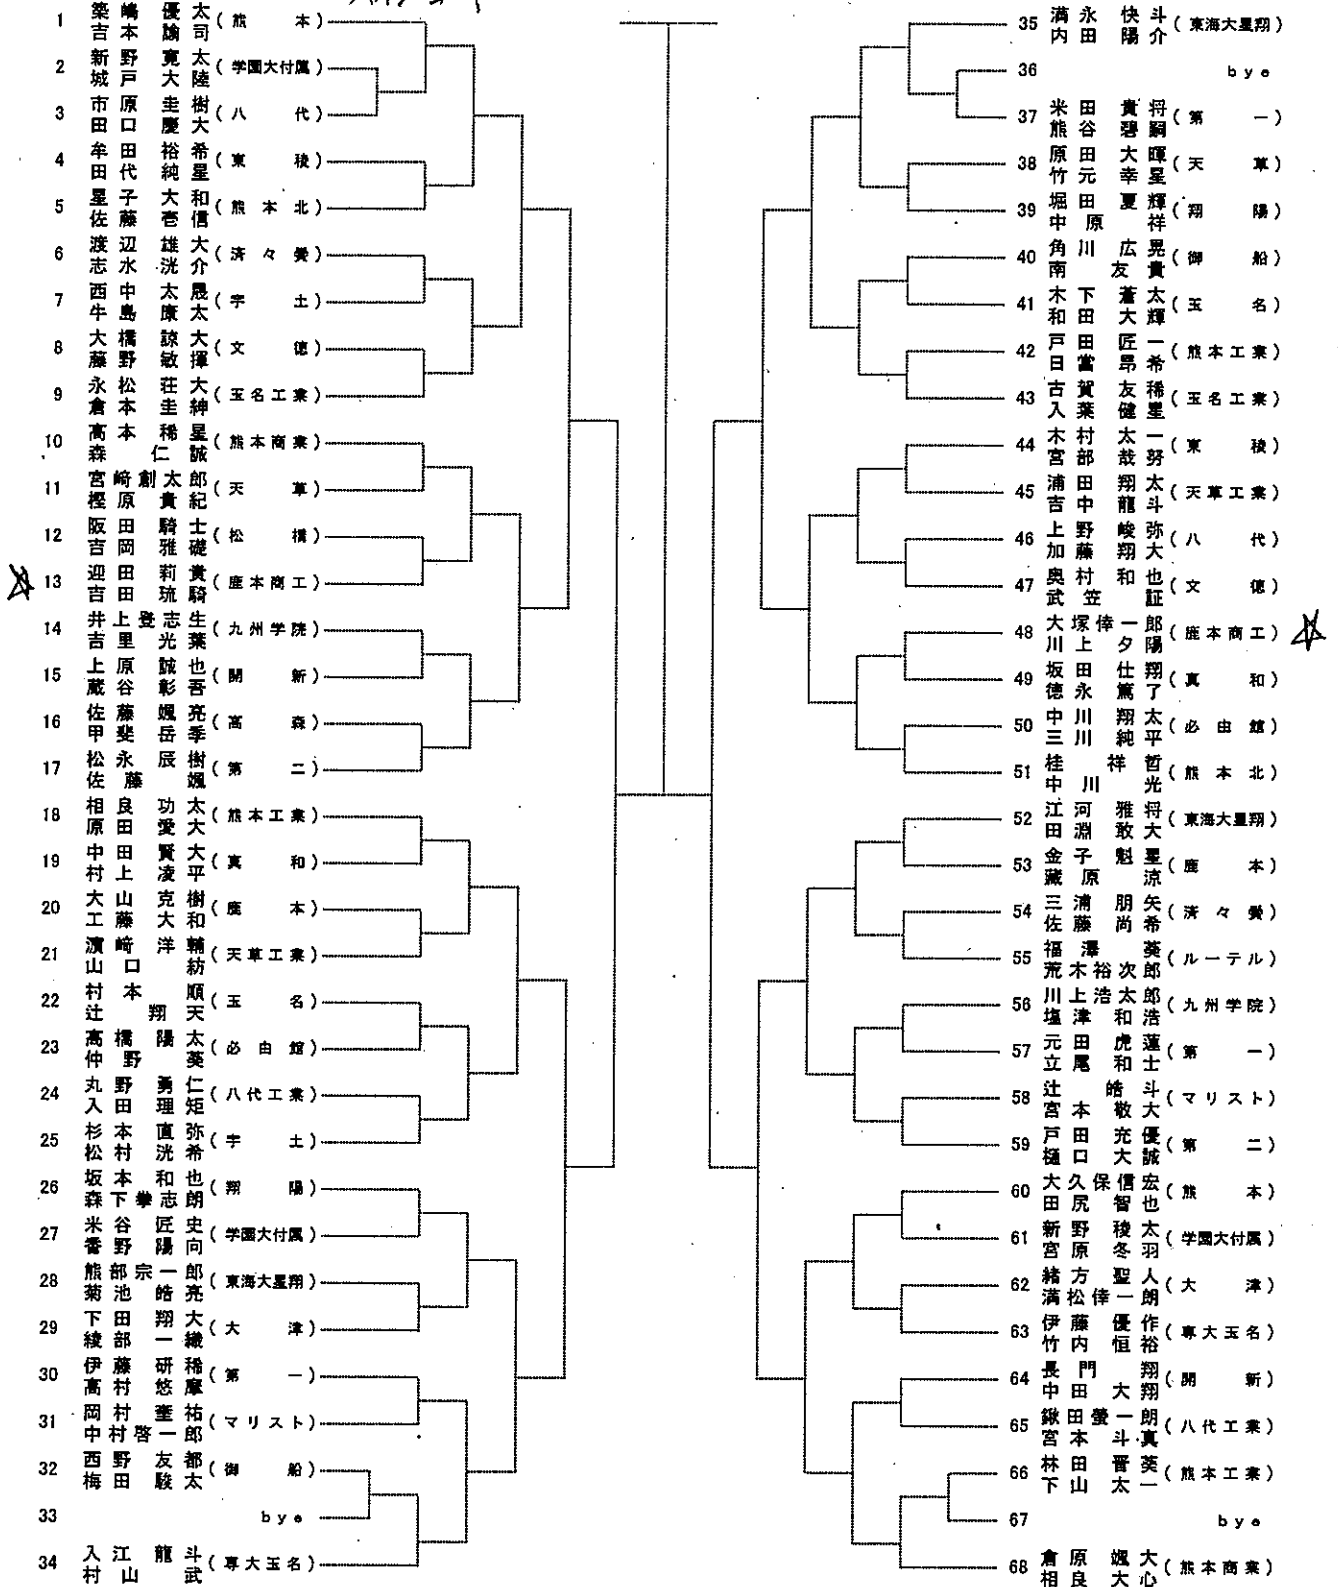 1 築嶋優太 (熊本)
吉本諭司
2 新野寛太 (学園大付属)
城戸大陸
3 市原圭樹 (八代)
田口慶大
4 牟田裕希 (東稜)
田代純星
5 星子大和 (熊本北)
佐藤壱信
6 渡辺雄大 (済々黌)
志水洸介
7 西中太晟 (宇土)
牛島康太
8 大橋諒大 (文徳)
藤野敏揮
9 永松荘大 (玉名工業)
倉本圭紳
10 高本稀星 (熊本商業)
森仁誠
11 宮崎創太郎 (天草)
樫原貴紀
12 阪田騎士 (松橋)
吉岡雅礎
13 迎田莉貴 (鹿本商工)
吉田琉騎
14 井上登志生 (九州学院)
吉里光葉
15 上原誠也 (開新)
蔵谷彰吾
16 佐藤颯亮 (高森)
甲斐岳季
17 松永辰樹 (第二)
佐藤颯
18 相良功太 (熊本工業)
原田愛大
19 中田賢大 (真和)
村上凌平
20 大山克樹 (鹿本)
工藤大和
21 濱崎洋輔 (天草工業)
山口紡
22 村本順 (玉名)
辻翔天
23 高橋陽太 (必由館)
仲野葵
24 丸野勇仁 (八代工業)
入田理矩
25 杉本直弥 (宇土)
松村洸希
26 坂本和也 (翔陽)
森下拳志朗
27 米谷匠史 (学園大付属)
香野陽向
28 熊部宗一郎 (東海大星翔)
菊池皓亮
29 下田翔大 (大津)
綾部一織
30 伊藤研稀 (第一)
高村悠摩
31 岡村奎祐 (マリスト)
中村啓一郎
32 西野友都 (御船)
梅田駿太
33 bye
34 入江龍斗 (専大玉名)
村山武
35 満永快斗 (東海大星翔)
内田陽介
36 bye
37 米田貴将 (第一)
熊谷碧嗣
38 原田大暉 (天草)
竹元幸星
39 堀田夏輝 (翔陽)
中原祥
40 角川広晃 (御船)
南友貴
41 木下蒼太 (玉名)
和田大輝
42 戸田匠一 (熊本工業)
日當昂希
43 古賀友稀 (玉名工業)
入葉健星
44 木村太一 (東稜)
宮部哉努
45 浦田翔太 (天草工業)
吉中龍斗
46 上野峻弥 (八代)
加藤翔大
47 奥村和也 (文徳)
武笠証
48 大塚倖一郎 (鹿本商工)
川上夕陽
49 坂田仕翔 (真和)
徳永篤了
50 中川翔太 (必由館)
三川純平
51 桂祥哲 (熊本北)
中川光
52 江河雅将 (東海大星翔)
田淵敢大
53 金子魁星 (鹿本)
蔵原涼
54 三浦朋矢 (済々黌)
佐藤尚希
55 福澤葵 (ルーテル)
荒木裕次郎
56 川上浩太郎 (九州学院)
塩津和浩
57 元田虎蓮 (第一)
立尾和士
58 辻皓斗 (マリスト)
宮本敬大
59 戸田充優 (第二)
樋口大誠
60 大久保信宏 (熊本)
田尻智也
61 新野稜太 (学園大付属)
宮原冬羽
62 緒方聖人 (大津)
満松倖一朗
63 伊藤優作 (専大玉名)
竹内恒裕
64 長門翔 (開新)
中田大翔
65 鍬田螢一朗 (八代工業)
宮本斗真
66 林田晋葵 (熊本工業)
下山太一
67 bye
68 倉原颯大 (熊本商業)
相良大心